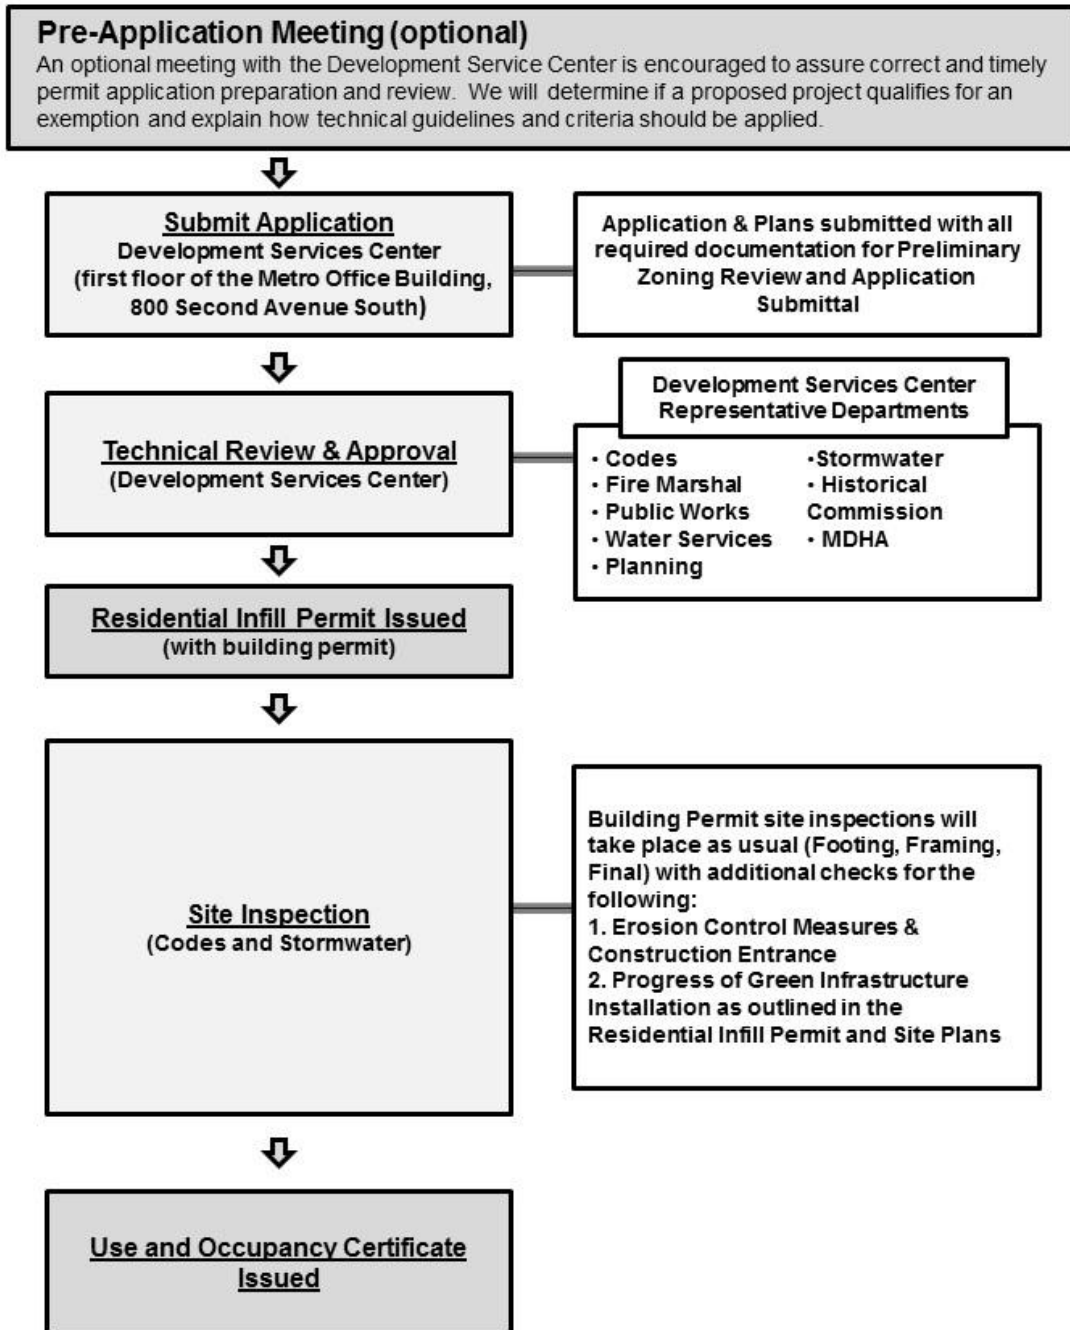 Pre-Application Meeting (optional)
An optional meeting with the Development Service Center is encouraged to assure correct and timely
permit application preparation and review. We will determine if a proposed project qualifies for an
exemption and explain how technical guidelines and criteria should be applied.
Submit Application
Development Services Center
(first floor of the Metro Office Building,
800 Second Avenue South)
Application & Plans submitted with all
required documentation for Preliminary
Zoning Review and Application
Submittal
Technical Review & Approval
(Development Services Center)
Development Services Center
Representative Departments
• Codes
• Fire Marshal
• Public Works
• Water Services
• Planning
•Stormwater
• Historical
Commission
• MDHA
Residential Infill Permit Issued
(with building permit)
Site Inspection
(Codes and Stormwater)
Building Permit site inspections will
take place as usual (Footing, Framing,
Final) with additional checks for the
following:
1. Erosion Control Measures &
Construction Entrance
2. Progress of Green Infrastructure
Installation as outlined in the
Residential Infill Permit and Site Plans
Use and Occupancy Certificate
Issued